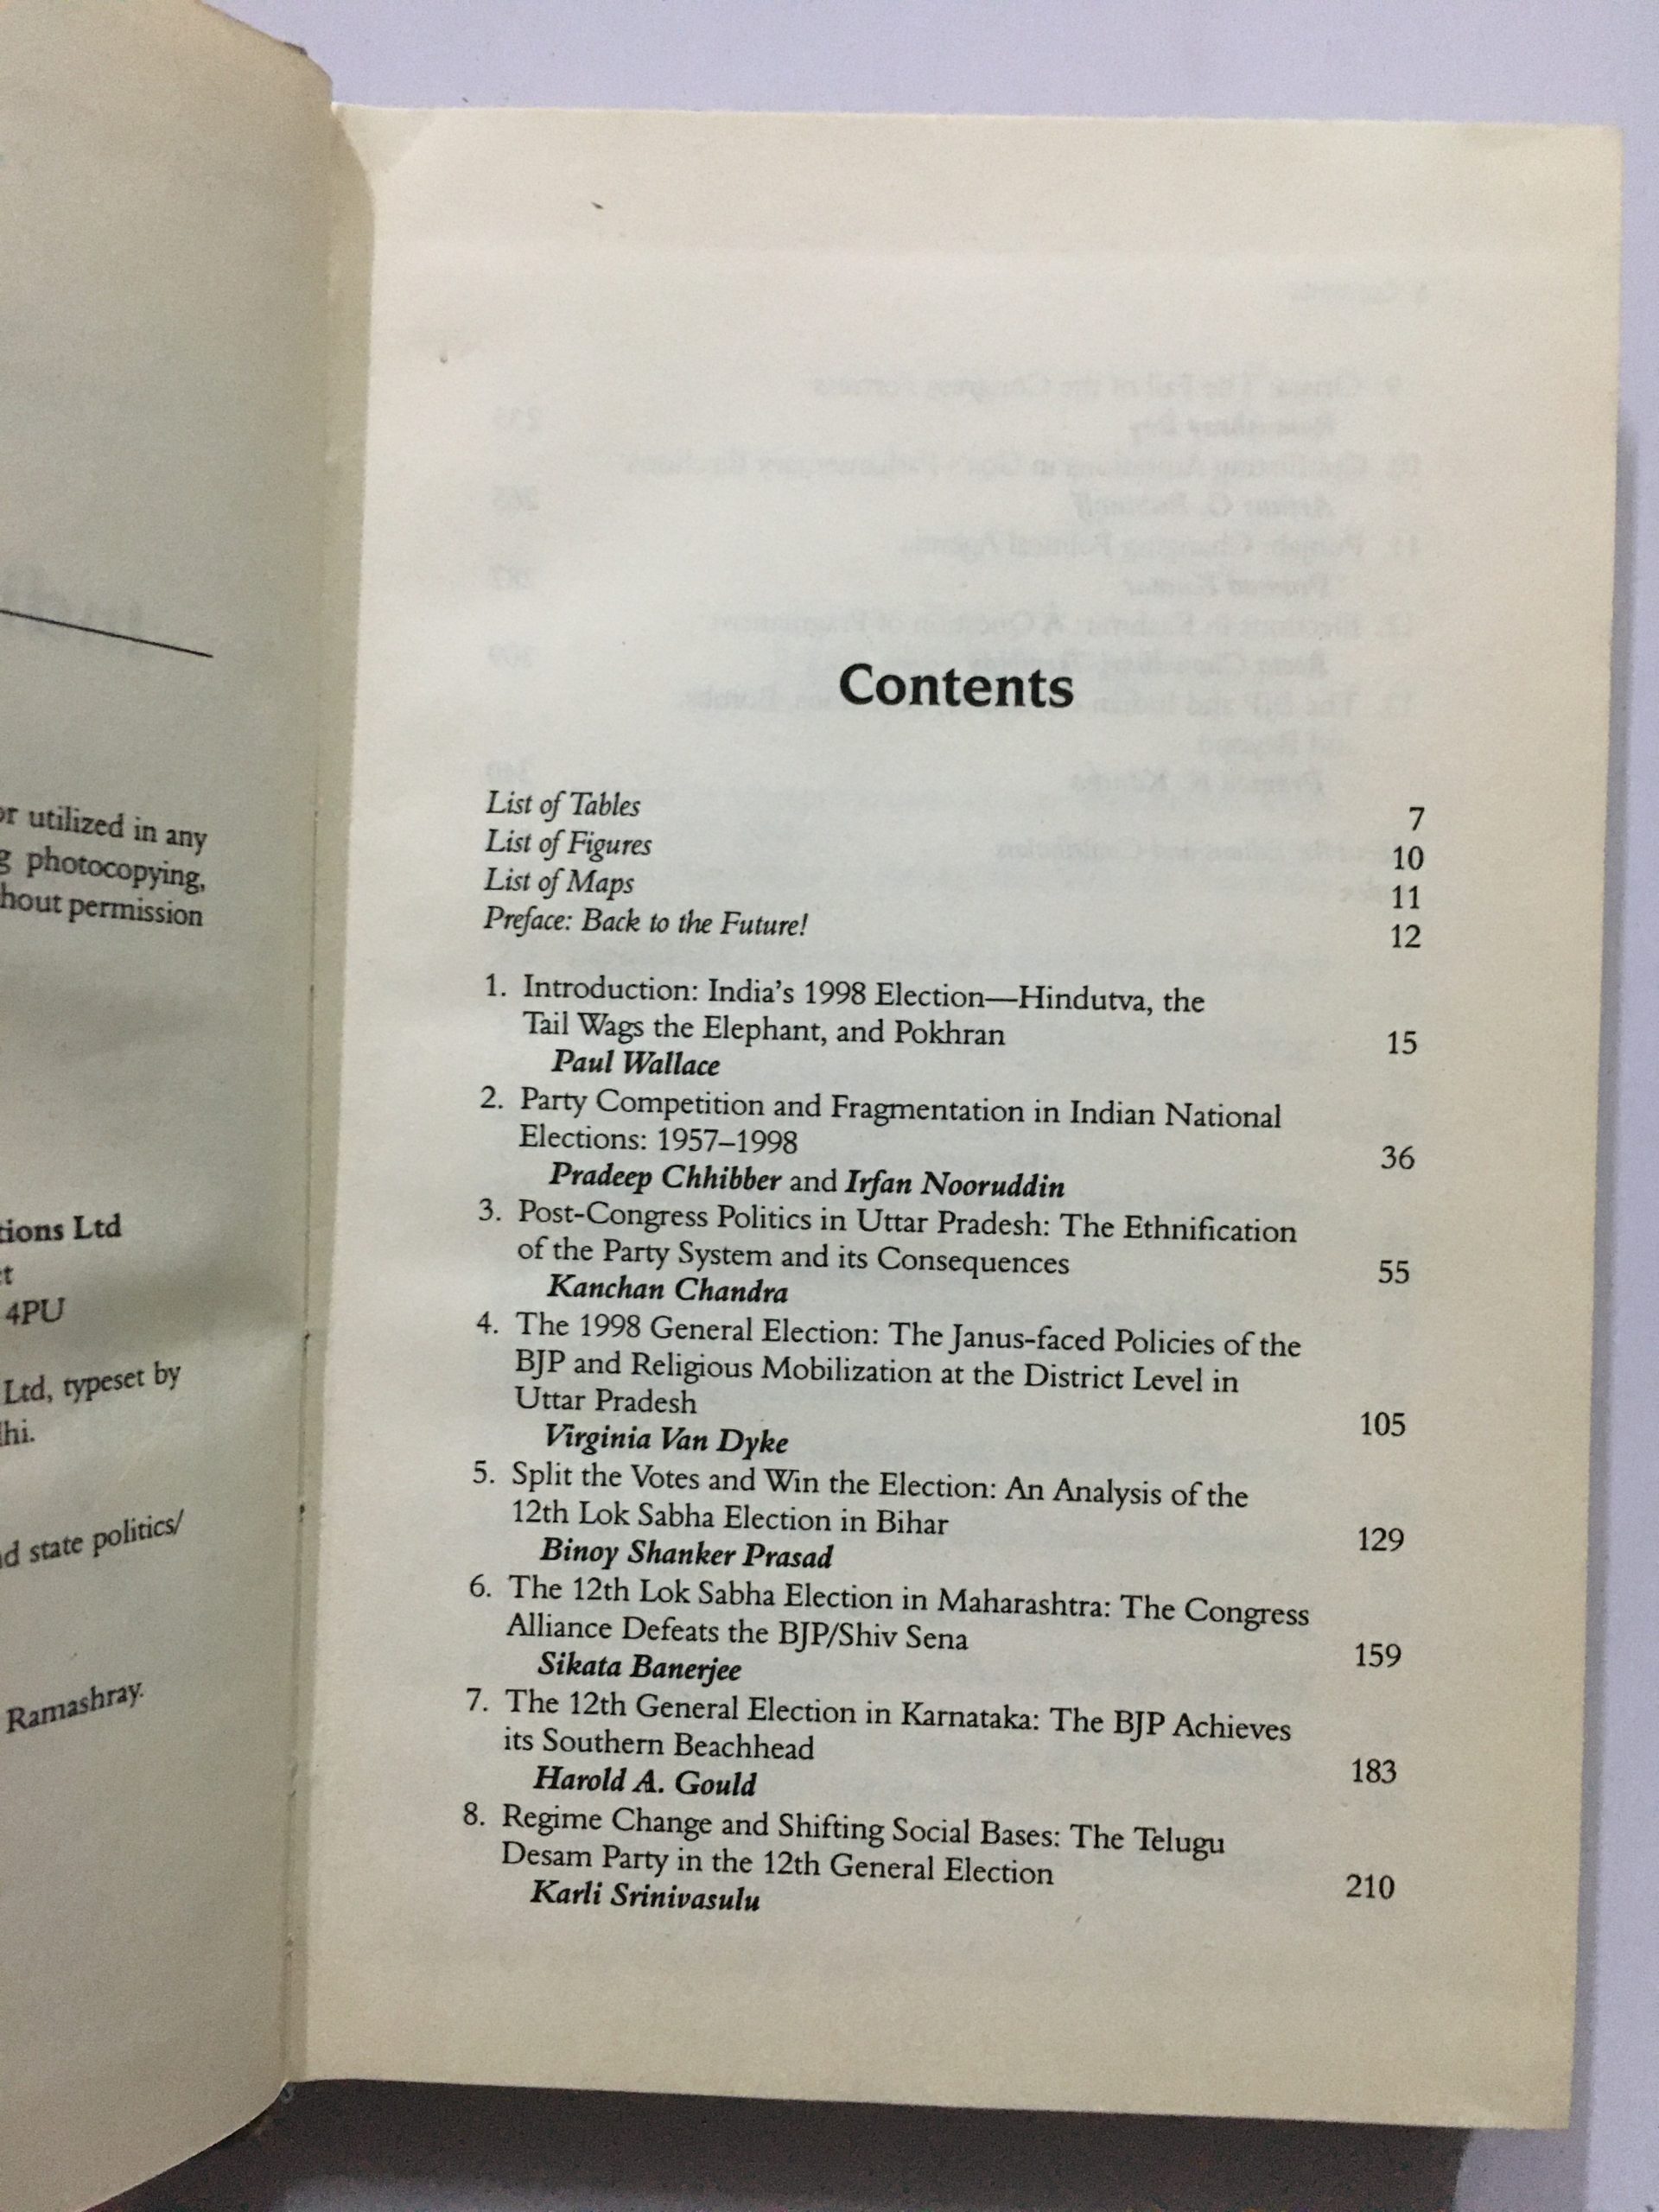 or utilized in any
photocopying,
without permission
tions Ltd
4PU
Ltd, typeset by
state politics/
Ramashray.
Contents
List of Tables 7
List of Figures 10
List of Maps 11
Preface: Back to the Future! 12
1. Introduction: India's 1998 Election—Hindutva, the
Tail Wags the Elephant, and Pokhran 15
Paul Wallace
2. Party Competition and Fragmentation in Indian National
Elections: 1957–1998 36
Pradeep Chhibber and Irfan Nooruddin
3. Post-Congress Politics in Uttar Pradesh: The Ethnification
of the Party System and its Consequences 55
Kanchan Chandra
4. The 1998 General Election: The Janus-faced Policies of the
BJP and Religious Mobilization at the District Level in
Uttar Pradesh 105
Virginia Van Dyke
5. Split the Votes and Win the Election: An Analysis of the
12th Lok Sabha Election in Bihar 129
Binoy Shanker Prasad
6. The 12th Lok Sabha Election in Maharashtra: The Congress
Alliance Defeats the BJP/Shiv Sena 159
Sikata Banerjee
7. The 12th General Election in Karnataka: The BJP Achieves
its Southern Beachhead 183
Harold A. Gould
8. Regime Change and Shifting Social Bases: The Telugu
Desam Party in the 12th General Election 210
Karli Srinivasulu